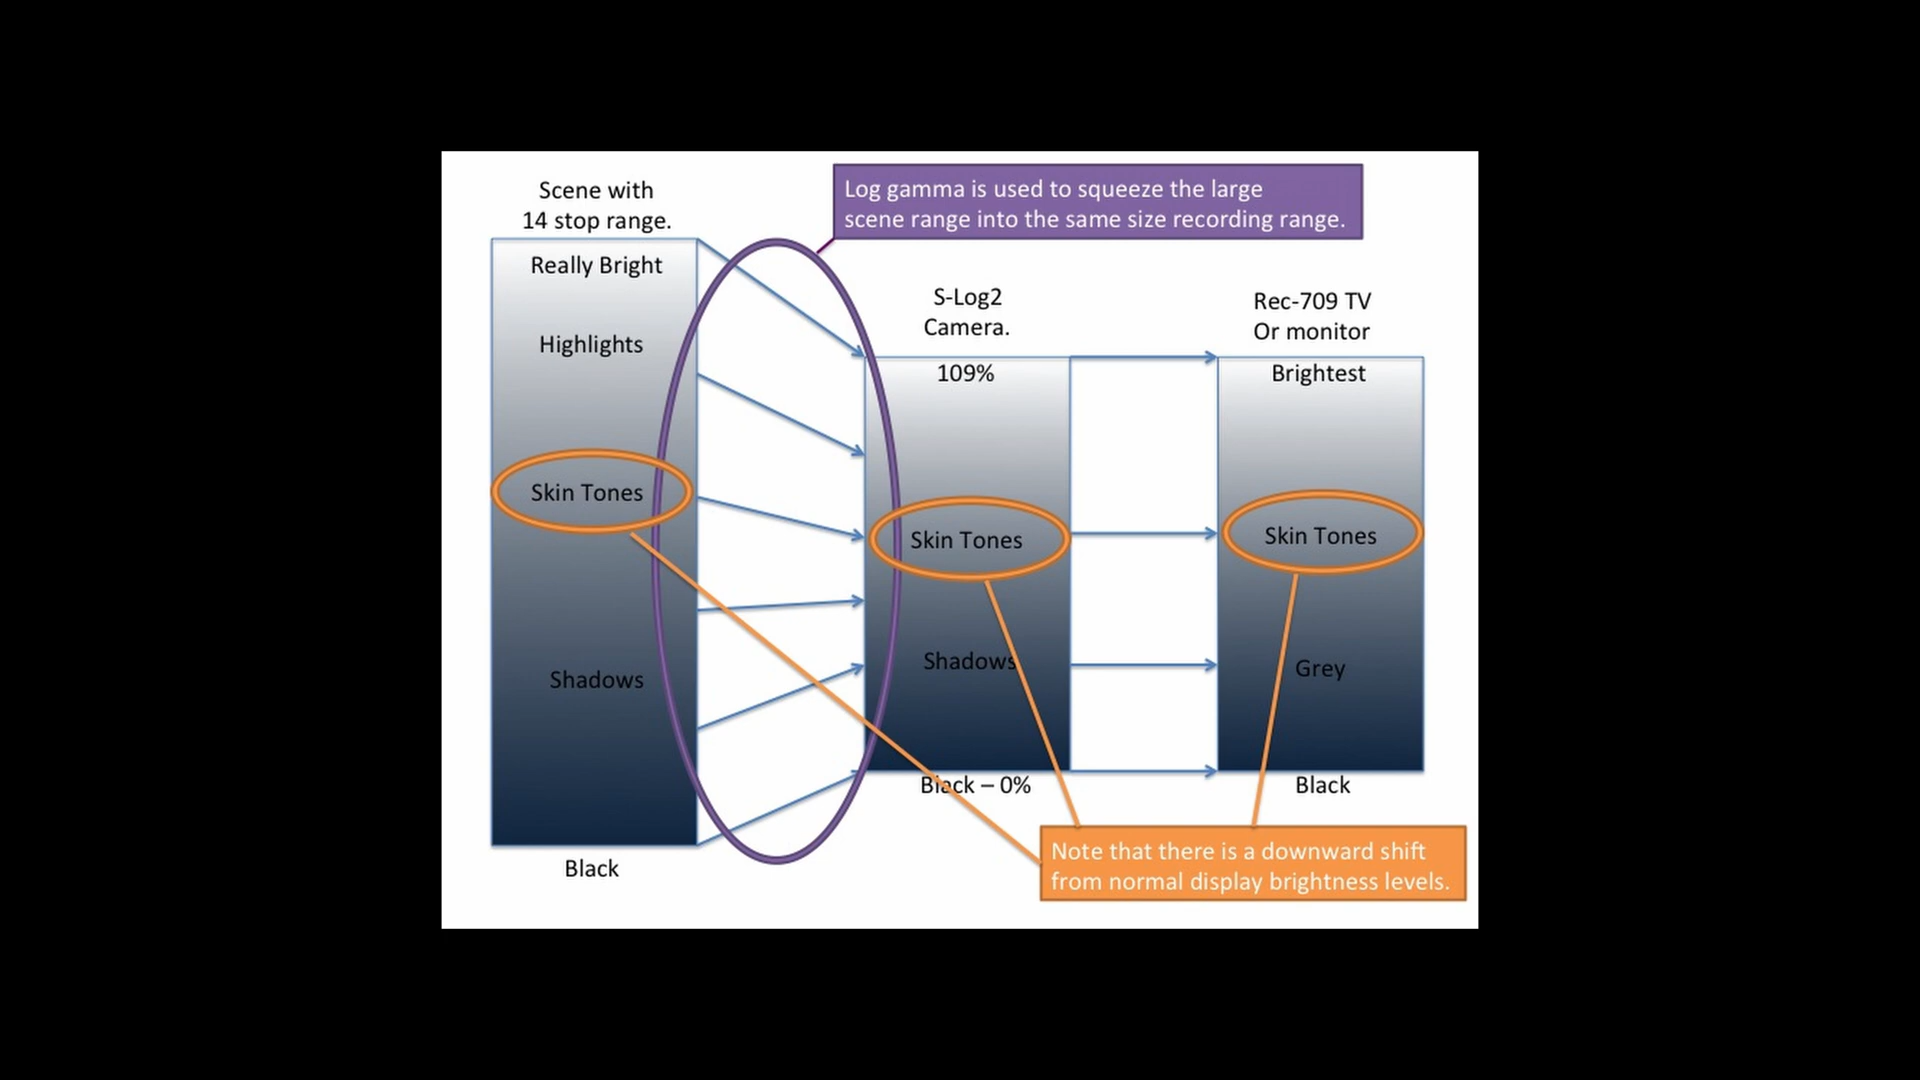 Scene with
14 stop range.
Really Bright
Highlights
Skin Tones
Shadows
Black
Log gamma is used to squeeze the large
scene range into the same size recording range.
S-Log2
Camera.
109%
Skin Tones
Shadows
Black – 0%
Rec-709 TV
Or monitor
Brightest
Skin Tones
Grey
Black
Note that there is a downward shift
from normal display brightness levels.